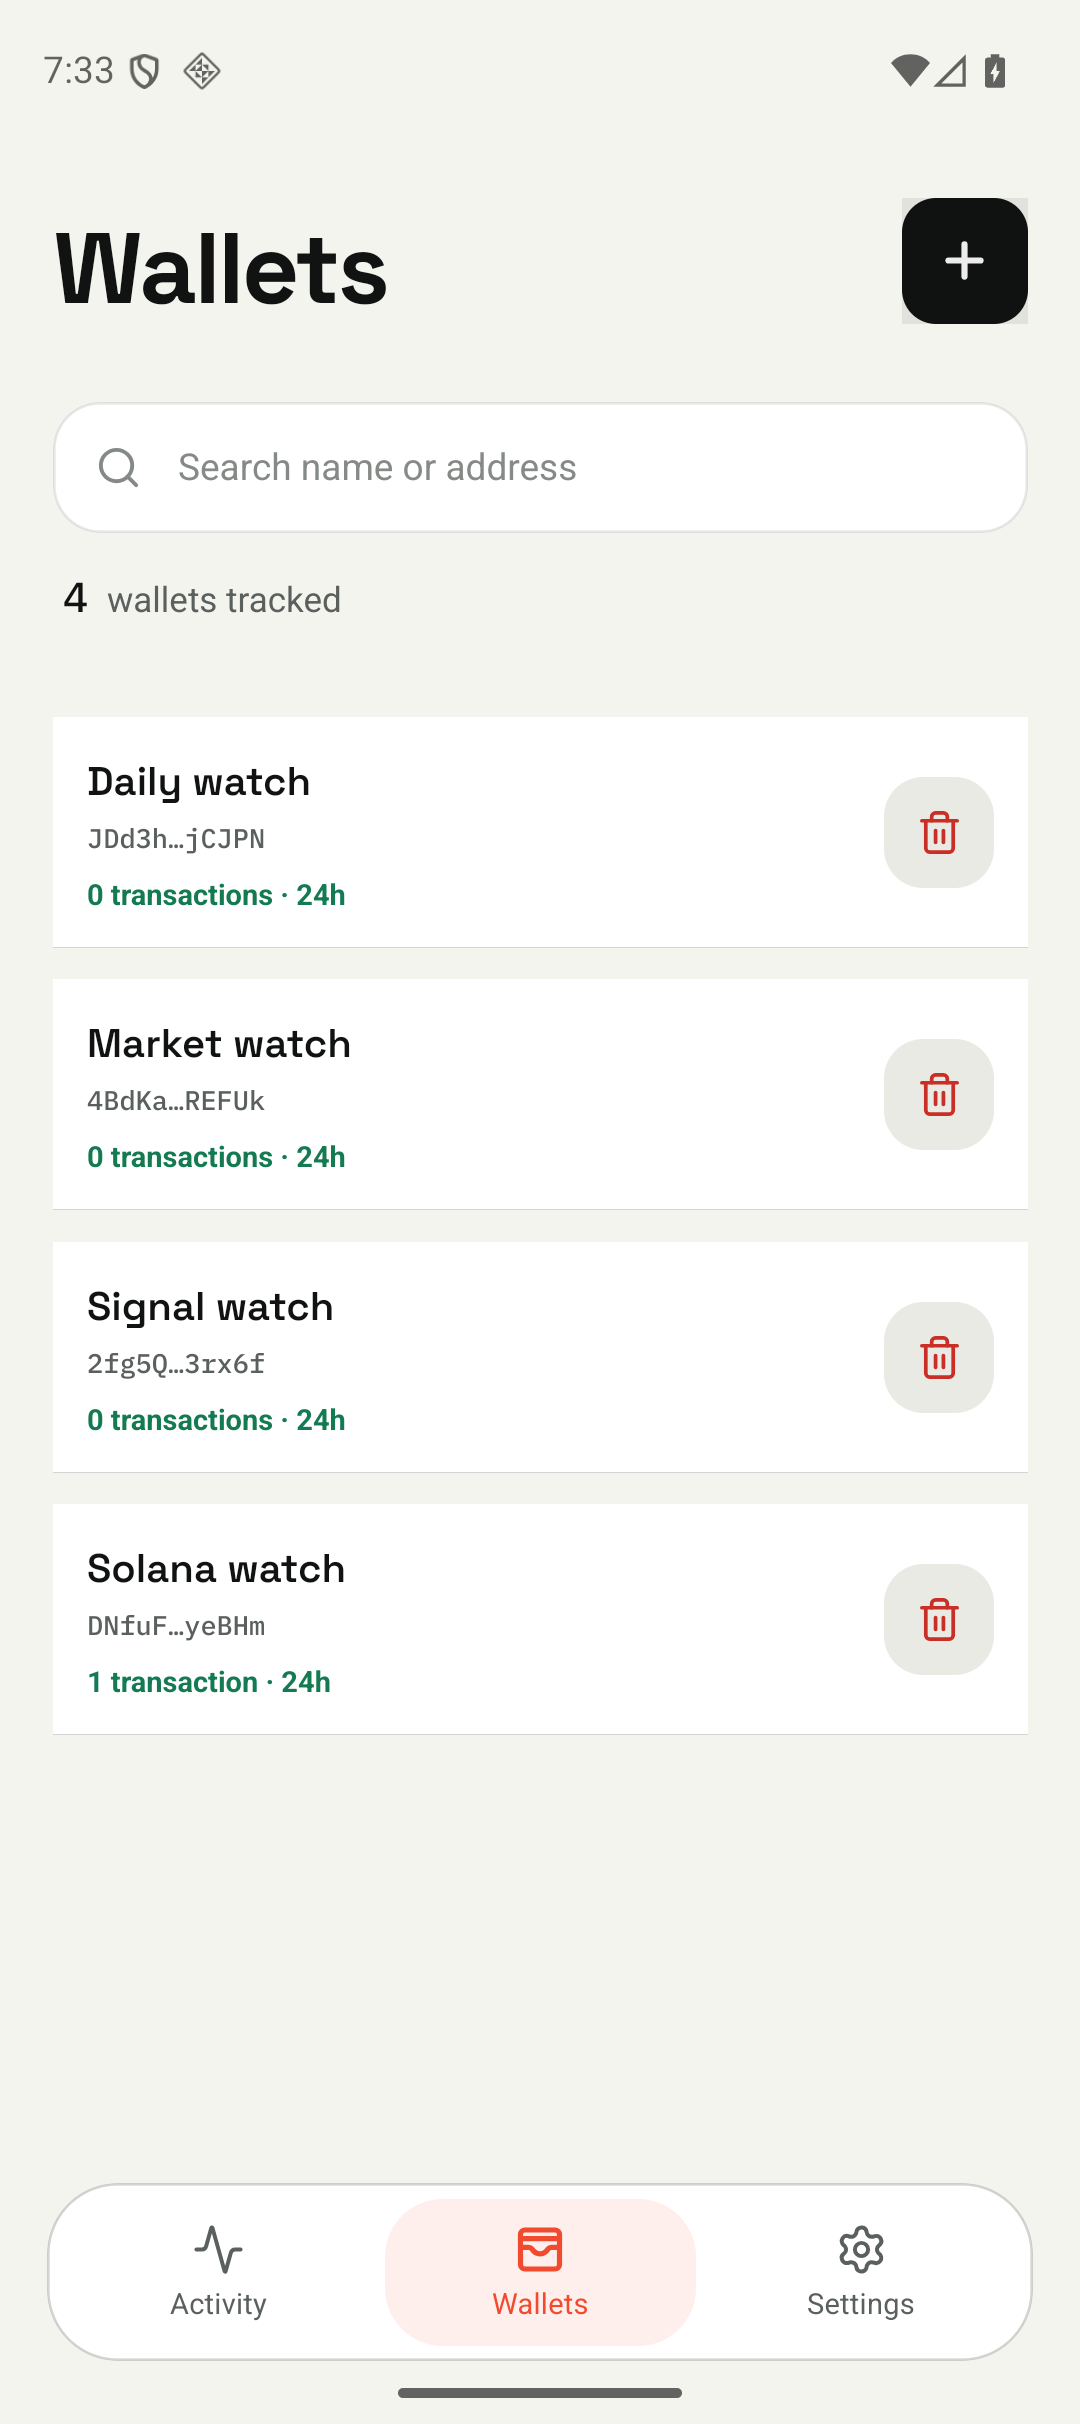 7:33
Wallets
Search name or address
4 wallets tracked
Daily watch
JDd3h…jCJPN
0 transactions · 24h
Market watch
4BdKa…REFUk
0 transactions · 24h
Signal watch
2fg5Q…3rx6f
0 transactions · 24h
Solana watch
DNfuF…yeBHm
1 transaction · 24h
Activity
Wallets
Settings